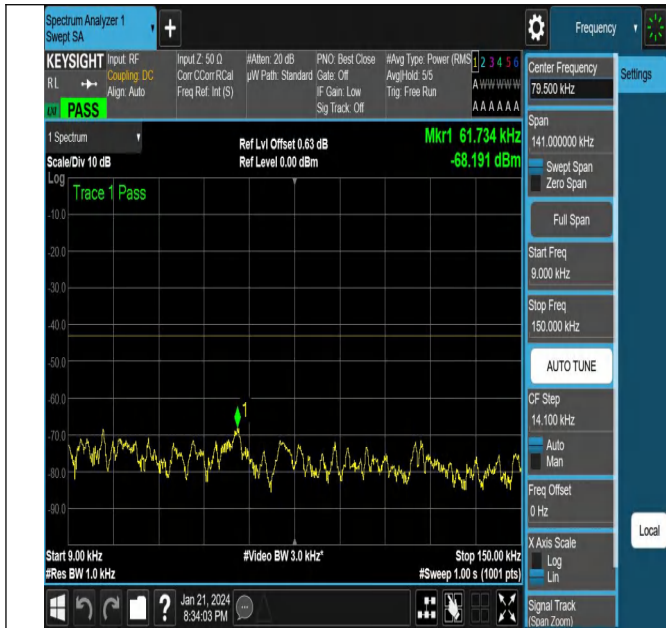 Spectrum Analyzer 1
Swept SA
Frequency
KEYSIGHT
RL
PASS
Input: RF
Coupling: DC
Align: Auto
Input Z: 50 Ω
Corr CCorr RCal
Freq Ref: Int (S)
#Atten: 20 dB
µW Path: Standard
PNO: Best Close
Gate: Off
IF Gain: Low
Sig Track: Off
#Avg Type: Power (RMS
Avg|Hold: 5/5
Trig: Free Run
1 2 3 4 5 6
A W W W W W
A A A A A A
1 Spectrum
Scale/Div 10 dB
Ref Lvl Offset 0.63 dB
Ref Level 0.00 dBm
Mkr1 61.734 kHz
-68.191 dBm
Log
Trace 1 Pass
-10.0
-20.0
-30.0
-40.0
-50.0
-60.0
-70.0
-80.0
-90.0
1
Start 9.00 kHz
#Res BW 1.0 kHz
#Video BW 3.0 kHz*
Stop 150.00 kHz
#Sweep 1.00 s (1001 pts)
?
Jan 21, 2024
8:34:03 PM
Center Frequency
79.500 kHz
Settings
Span
141.000000 kHz
Swept Span
Zero Span
Full Span
Start Freq
9.000 kHz
Stop Freq
150.000 kHz
AUTO TUNE
CF Step
14.100 kHz
Auto
Man
Freq Offset
0 Hz
X Axis Scale
Log
Lin
Local
Signal Track
(Span Zoom)